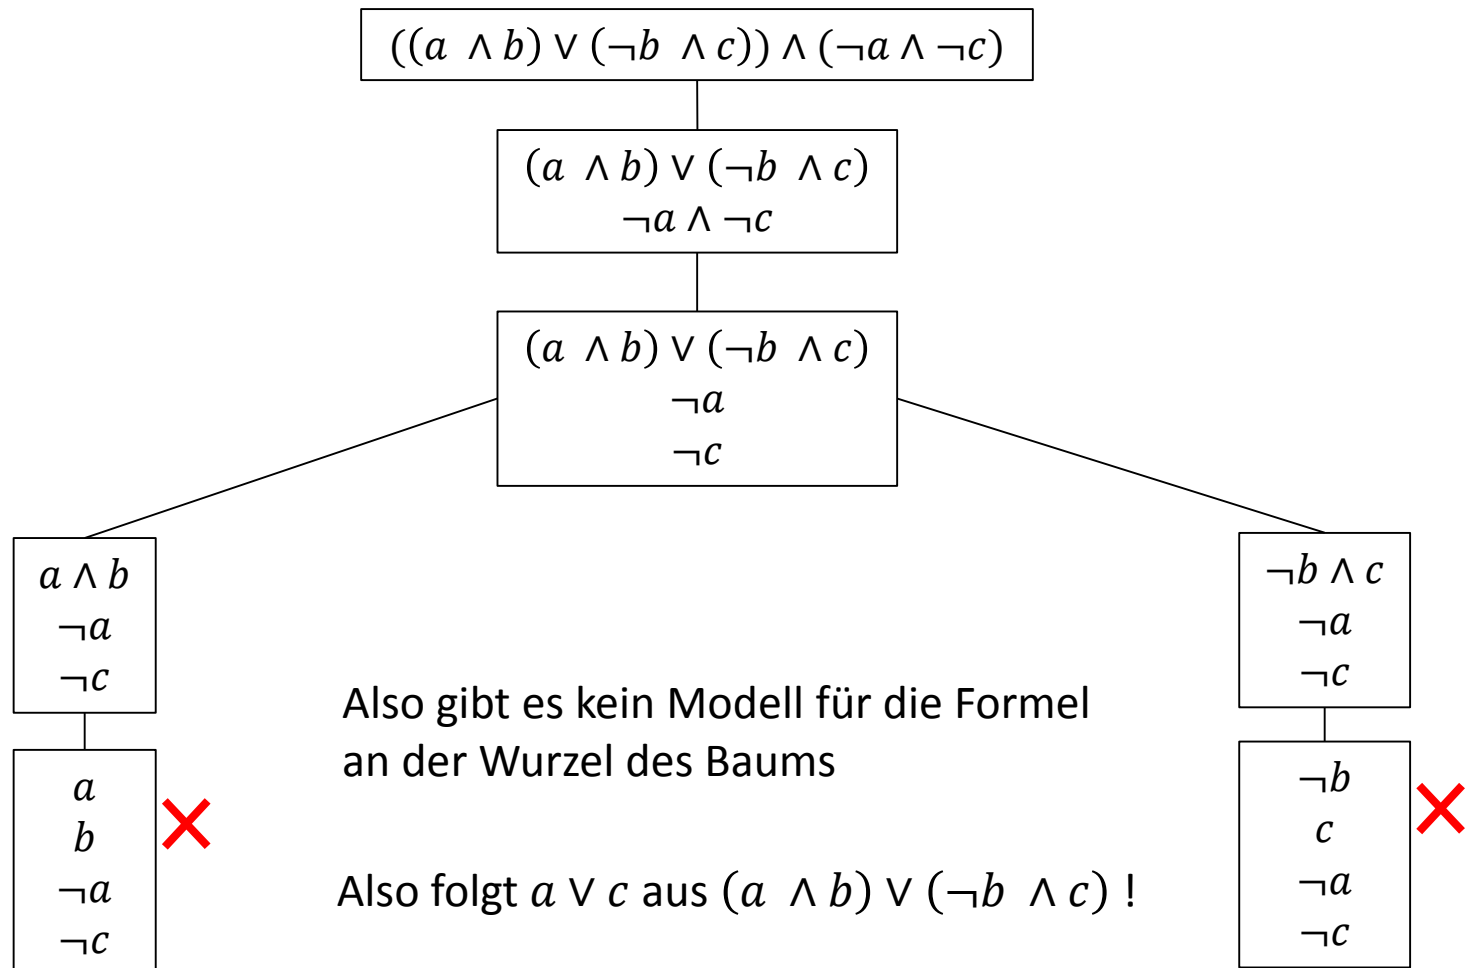 ((a ∧ b) ∨ (¬b ∧ c)) ∧ (¬a ∧ ¬c)
(a ∧ b) ∨ (¬b ∧ c)
¬a ∧ ¬c
(a ∧ b) ∨ (¬b ∧ c)
¬a
¬c
a ∧ b
¬a
¬c
¬b ∧ c
¬a
¬c
Also gibt es kein Modell für die Formel
an der Wurzel des Baums
a
b
¬a
¬c
¬b
c
¬a
¬c
Also folgt a ∨ c aus (a ∧ b) ∨ (¬b ∧ c) !